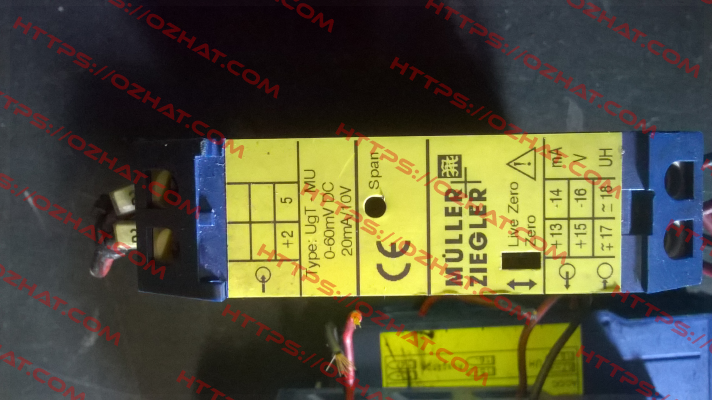 +2 5
Type: UgT MU
0-60mV DC
20mA 10V
Span
CE
MÜLLER
ZIEGLER
Live Zero
Zero
+13 -14 mA
+15 -16 V
≂17 ≃18 UH
HTTPS://OZHAT.COM